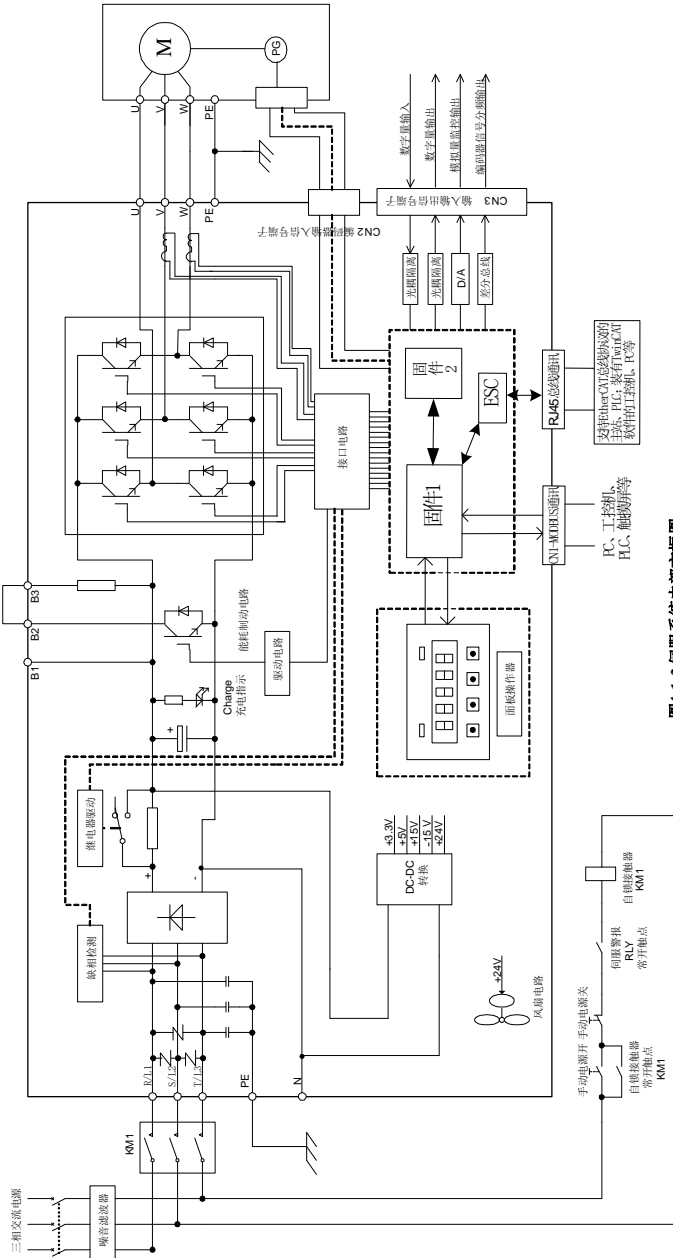 三相交流电源
噪音滤波器
KM1
R/L1
S/L2
T/L3
PE
N
缺相检测
继电器驱动
+
-
+
Charge
充电指示
能耗制动电路
驱动电路
B1
B2
B3
接口电路
U
V
W
PE
U
V
W
PE
M
PG
CN2 编码器输入信号端子
CN3 输入输出信号端子
数字量输入
数字量输出
模拟量监控输出
编码器信号分频输出
光耦隔离
光耦隔离
D/A
差分总线
固件1
固件
2
ESC
RJ45总线通讯
支持EtherCAT总线协议的
主站、PLC；装有TwinCAT
软件的工控机、PC等
CN1-MODBUS通讯
PC、工控机、
PLC、触摸屏等
面板操作器
DC-DC
转换
+3.3V
+5V
+15V
-15V
+24V
+24V
风扇电路
手动电源开
手动电源关
自锁接触器
常开触点
KM1
伺服警报
RLY
常开触点
自锁接触器
KM1